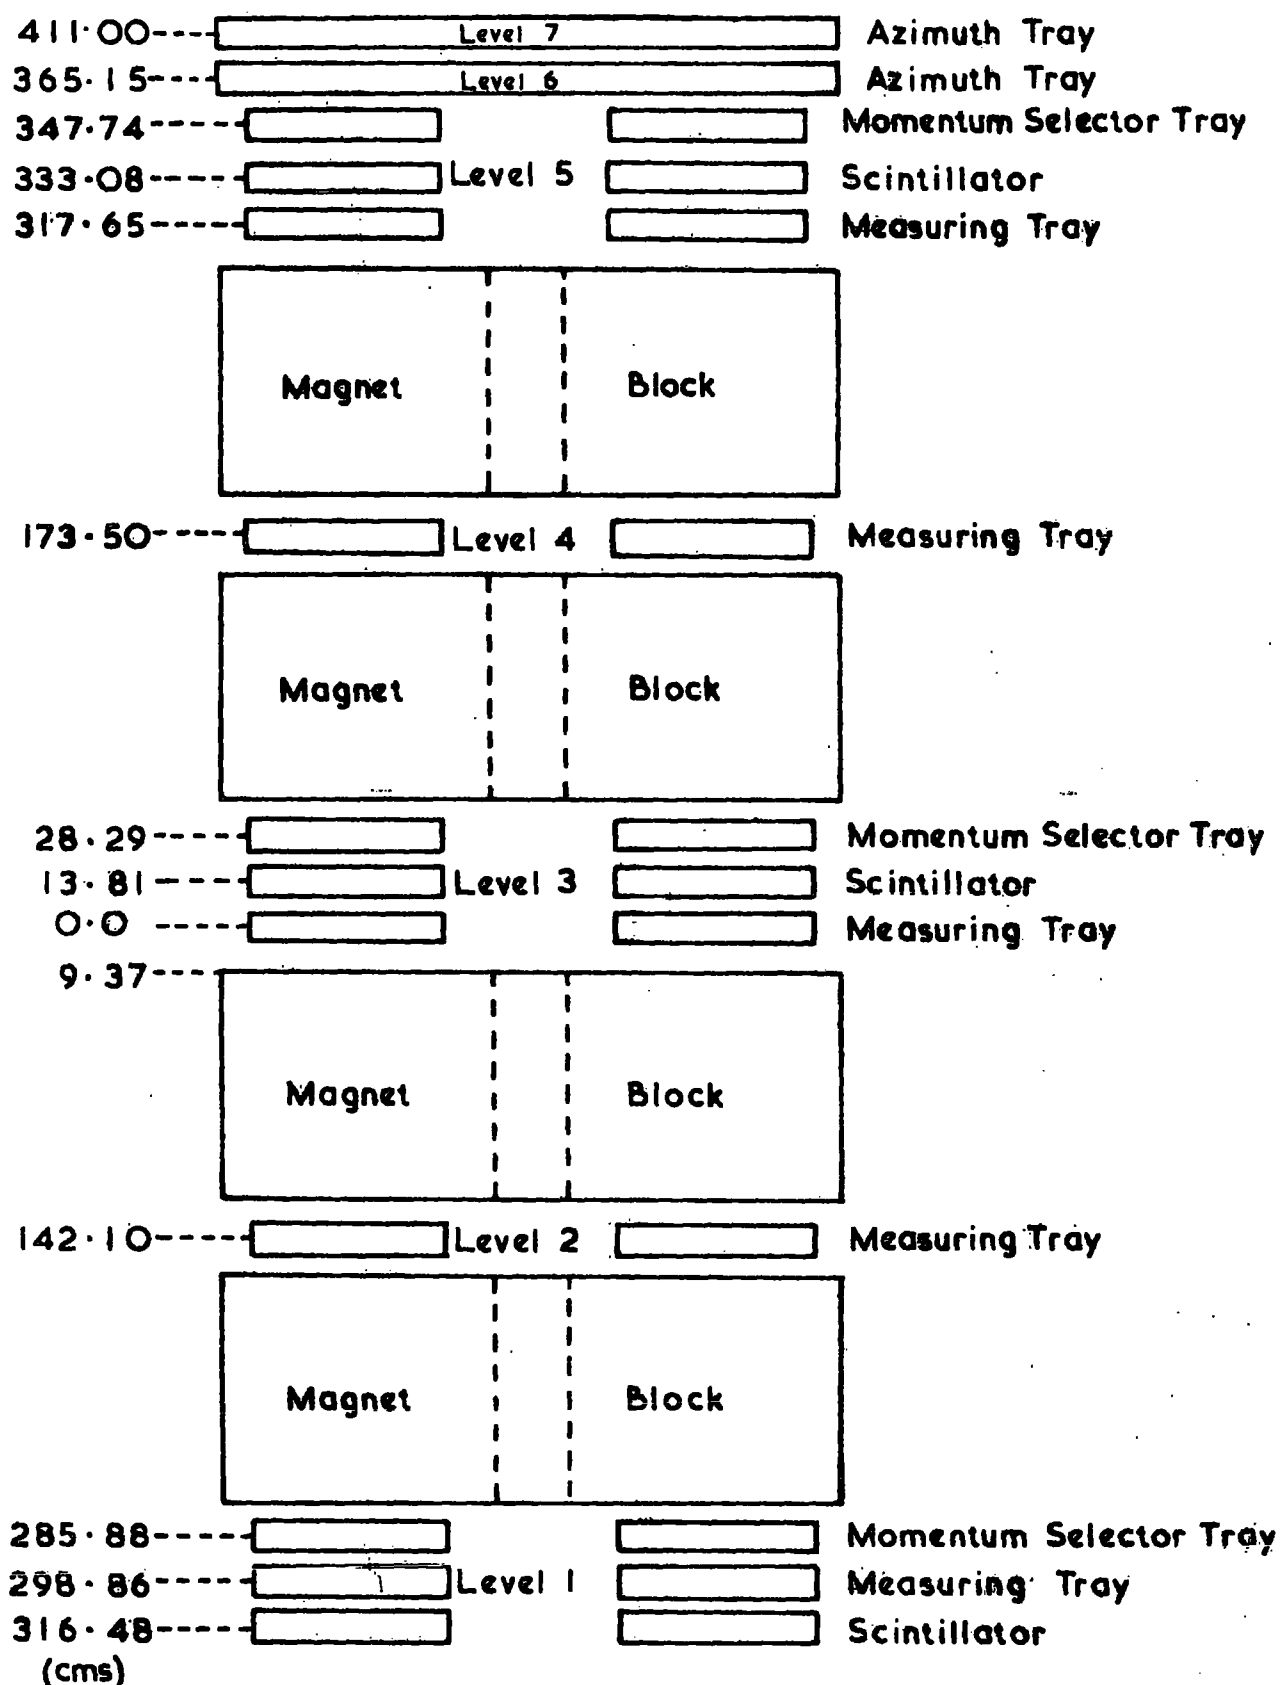 411·00---- Level 7 Azimuth Tray
365·15---- Level 6 Azimuth Tray
347·74----- Momentum Selector Tray
333·08----- Level 5 Scintillator
317·65----- Measuring Tray
Magnet Block
173·50----- Level 4 Measuring Tray
Magnet Block
28·29----- Momentum Selector Tray
13·81----- Level 3 Scintillator
0·0 ----- Measuring Tray
9·37----
Magnet Block
142·10----- Level 2 Measuring Tray
Magnet Block
285·88----- Momentum Selector Tray
298·86----- Level 1 Measuring Tray
316·48----- Scintillator
(cms)